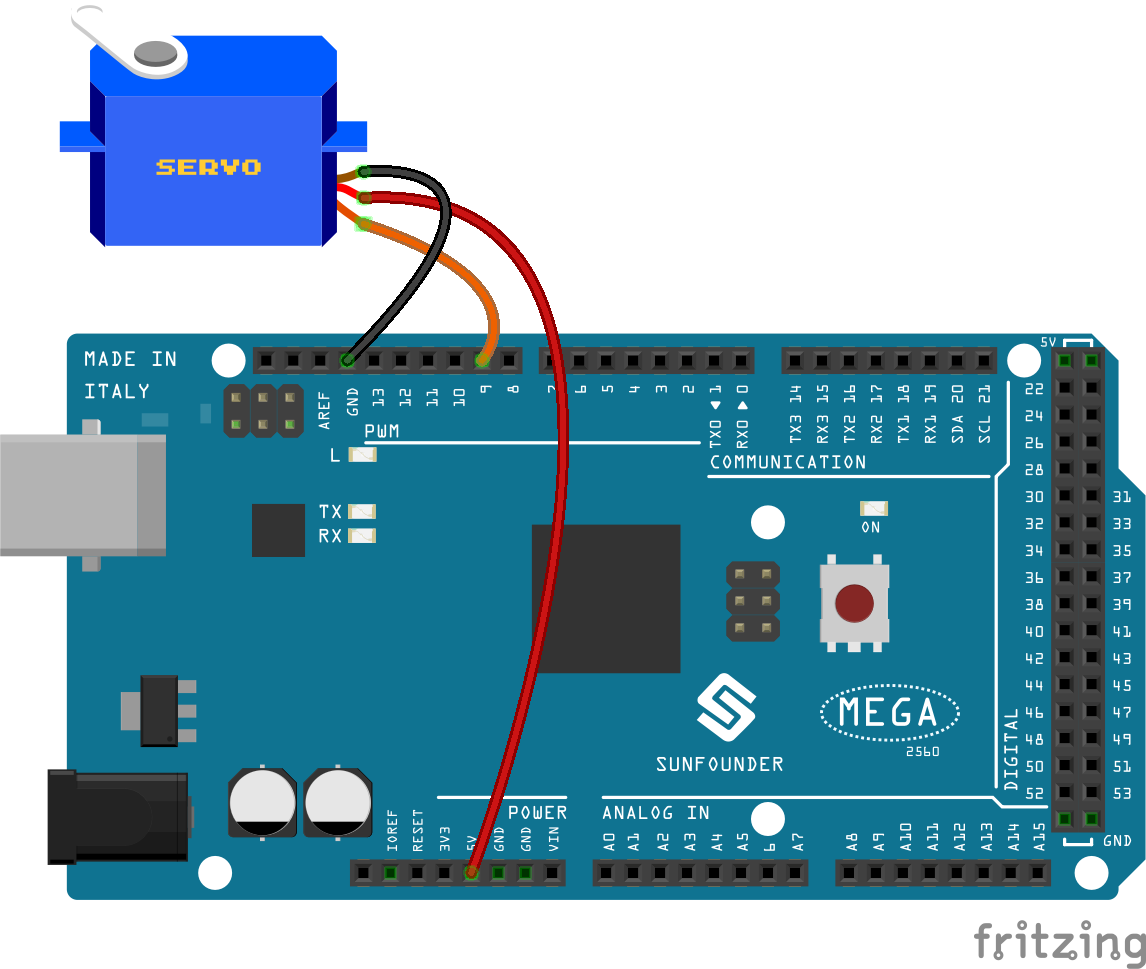 SERVO
MADE IN
ITALY
AREF
GND
13
12
11
10
9
8
7
6
5
4
3
2
TX0 ◄ 1
RX0 ► 0
TX3 14
RX3 15
TX2 16
RX2 17
TX1 18
RX1 19
SDA 20
SCL 21
5V
PWM
COMMUNICATION
L
TX
RX
ON
22
24
26
28
30 31
32 33
34 35
36 37
38 39
40 41
42 43
44 45
46 47
48 49
50 51
52 53
DIGITAL
GND
MEGA
2560
SUNFOUNDER
POWER
ANALOG IN
IOREF
RESET
3V3
5V
GND
GND
VIN
A0
A1
A2
A3
A4
A5
6
A7
A8
A9
A10
A11
A12
A13
A14
A15
fritzing